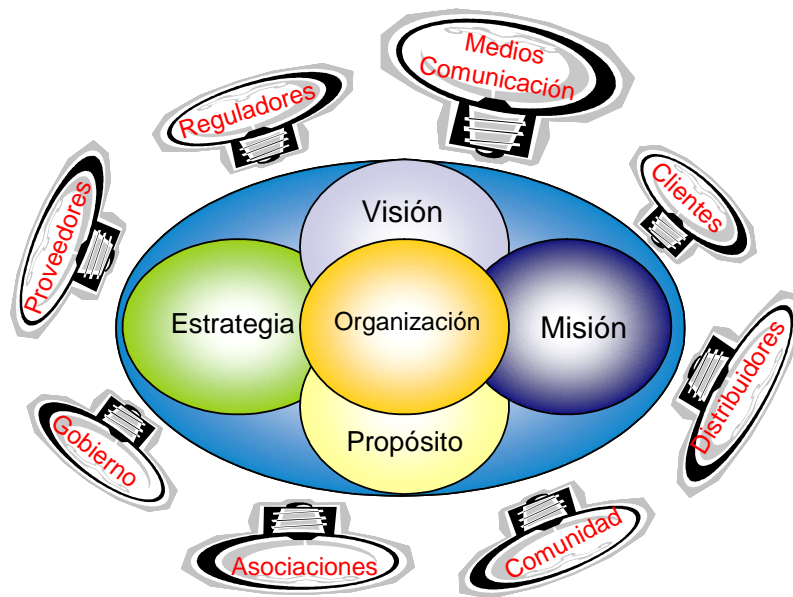 Medios
Comunicación
Reguladores
Clientes
Proveedores
Visión
Estrategia
Organización
Misión
Distribuidores
Propósito
Gobierno
Asociaciones
Comunidad